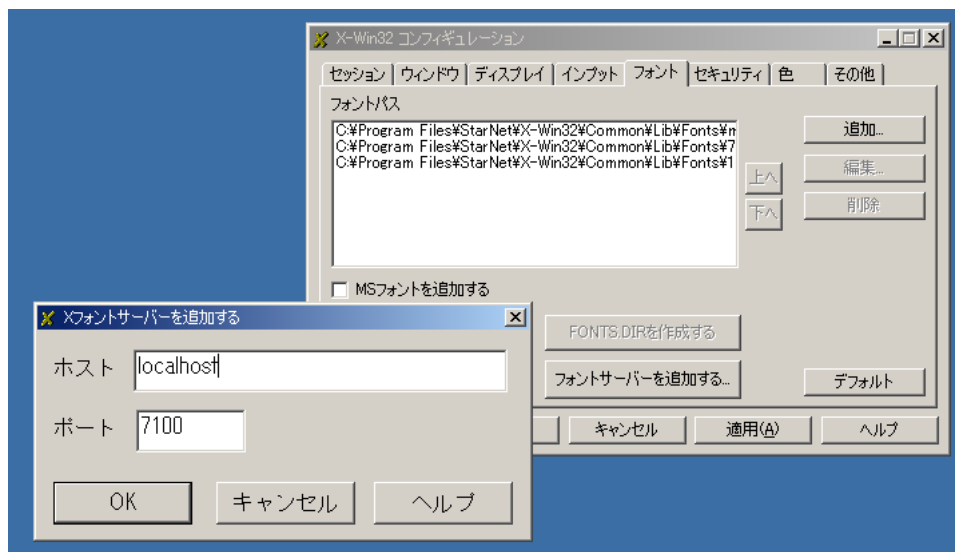 X-Win32 コンフィギュレーション
セッション ウィンドウ ディスプレイ インプット フォント セキュリティ 色 その他
フォントパス
C:¥Program Files¥StarNet¥X-Win32¥Common¥Lib¥Fonts¥m
C:¥Program Files¥StarNet¥X-Win32¥Common¥Lib¥Fonts¥7
C:¥Program Files¥StarNet¥X-Win32¥Common¥Lib¥Fonts¥1
追加...
編集...
削除
上へ
下へ
MSフォントを追加する
FONTS.DIRを作成する
フォントサーバーを追加する...
デフォルト
キャンセル
適用(A)
ヘルプ
Xフォントサーバーを追加する
ホスト localhost
ポート 7100
OK キャンセル ヘルプ